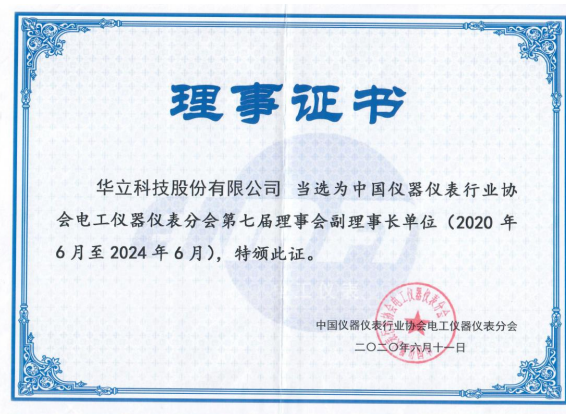 理事证书
华立科技股份有限公司 当选为中国仪器仪表行业协
会电工仪器仪表分会第七届理事会副理事长单位（2020 年
6 月至 2024 年 6 月），特颁此证。
中国仪器仪表行业协会电工仪器仪表分会
二〇二〇年六月十一日